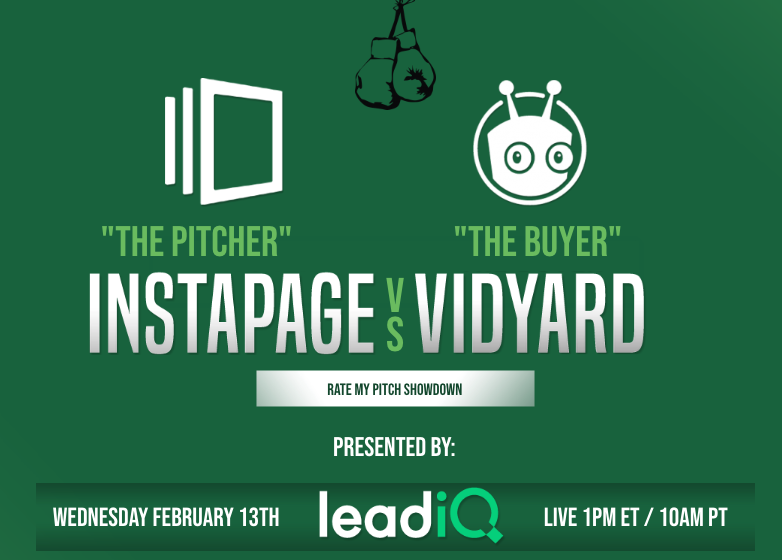 "THE PITCHER" "THE BUYER"
INSTAPAGE VS VIDYARD
RATE MY PITCH SHOWDOWN
PRESENTED BY:
WEDNESDAY FEBRUARY 13TH leadiQ LIVE 1PM ET / 10AM PT